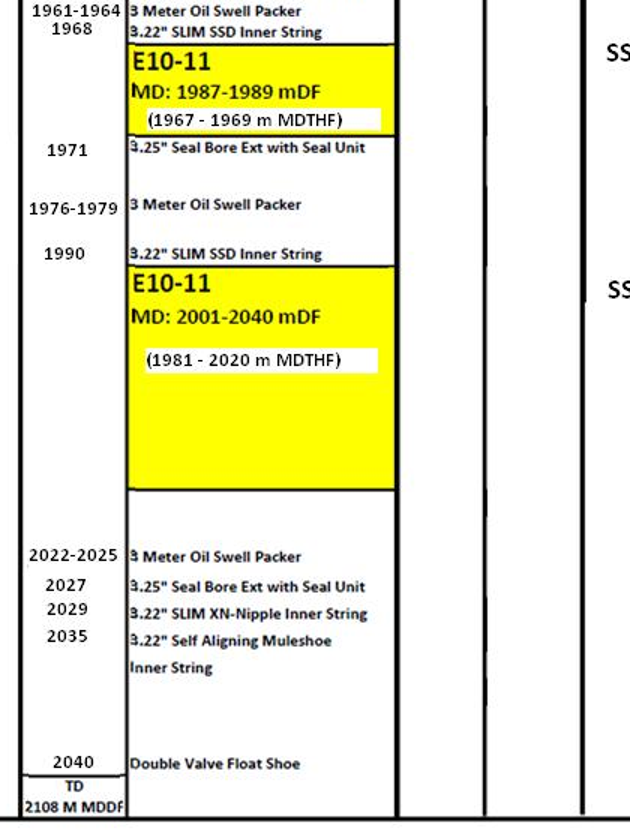 1961-1964 3 Meter Oil Swell Packer
1968 3.22" SLIM SSD Inner String
E10-11
MD: 1987-1989 mDF
(1967 - 1969 m MDTHF)
1971 3.25" Seal Bore Ext with Seal Unit
1976-1979 3 Meter Oil Swell Packer
1990 3.22" SLIM SSD Inner String
E10-11
MD: 2001-2040 mDF
(1981 - 2020 m MDTHF)
2022-2025 3 Meter Oil Swell Packer
2027 3.25" Seal Bore Ext with Seal Unit
2029 3.22" SLIM XN-Nipple Inner String
2035 3.22" Self Aligning Muleshoe
Inner String
2040 Double Valve Float Shoe
TD
2108 M MDDF
SS
SS